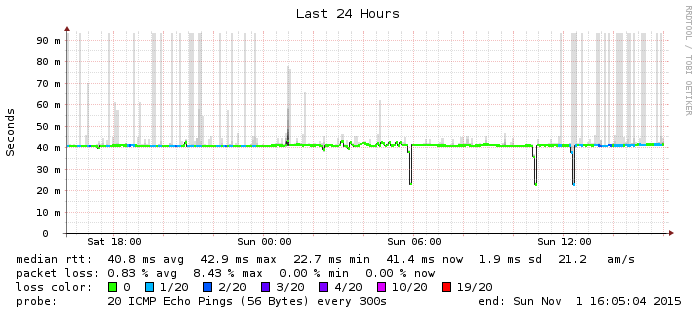 Last 24 Hours
RRDTOOL / TOBI OETIKER
Seconds
90 m
80 m
70 m
60 m
50 m
40 m
30 m
20 m
10 m
0
Sat 18:00 Sun 00:00 Sun 06:00 Sun 12:00
median rtt: 40.8 ms avg 42.9 ms max 22.7 ms min 41.4 ms now 1.9 ms sd 21.2 am/s
packet loss: 0.83 % avg 8.43 % max 0.00 % min 0.00 % now
loss color: 0 1/20 2/20 3/20 4/20 10/20 19/20
probe: 20 ICMP Echo Pings (56 Bytes) every 300s end: Sun Nov 1 16:05:04 2015